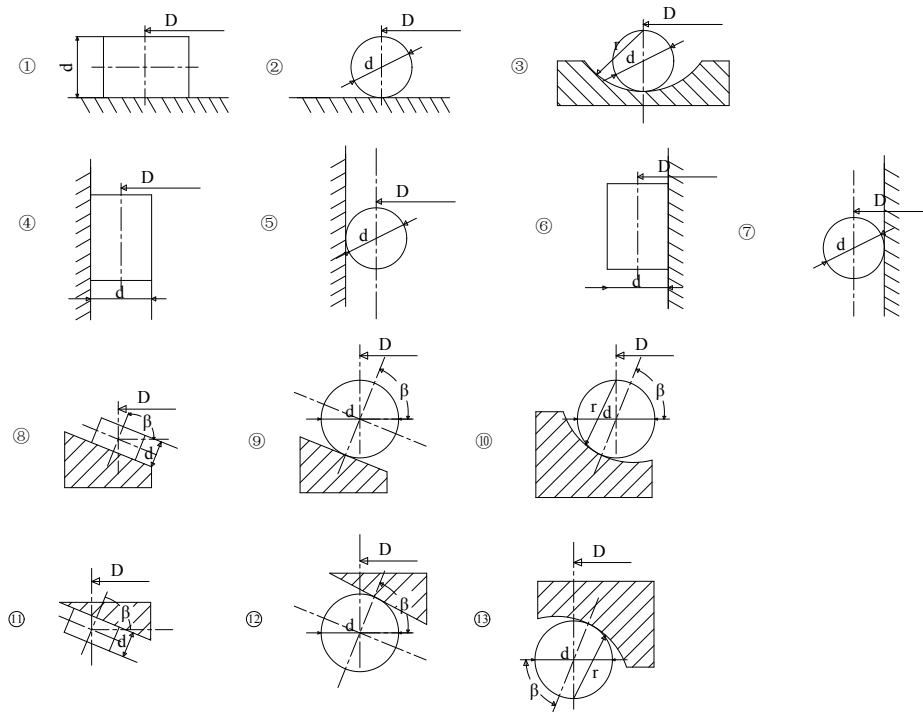 ① D d
② D d
③ D r d
④ D d
⑤ D d
⑥ D d
⑦ D d
⑧ D β d
⑨ D β d
⑩ D β r d
⑪ D β d
⑫ D β d
⑬ D d β r